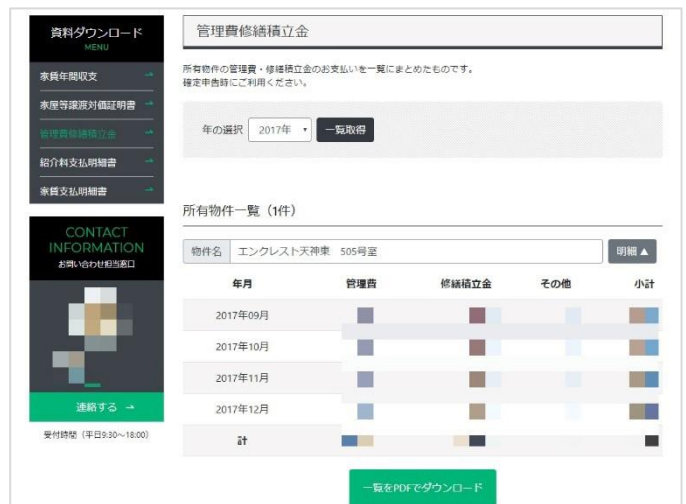 資料ダウンロード
MENU
家賃年間収支
家屋等譲渡対価証明書
管理費修繕積立金
紹介料支払明細書
家賃支払明細書
CONTACT
INFORMATION
お問い合わせ担当窓口
連絡する →
受付時間（平日9:30～18:00）
管理費修繕積立金
所有物件の管理費・修繕積立金のお支払いを一覧にまとめたものです。
確定申告時にご利用ください。
年の選択 2017年 一覧取得
所有物件一覧（1件）
物件名 エンクレスト天神東 505号室 明細▲
年月 管理費 修繕積立金 その他 小計
2017年09月
2017年10月
2017年11月
2017年12月
計
一覧をPDFでダウンロード